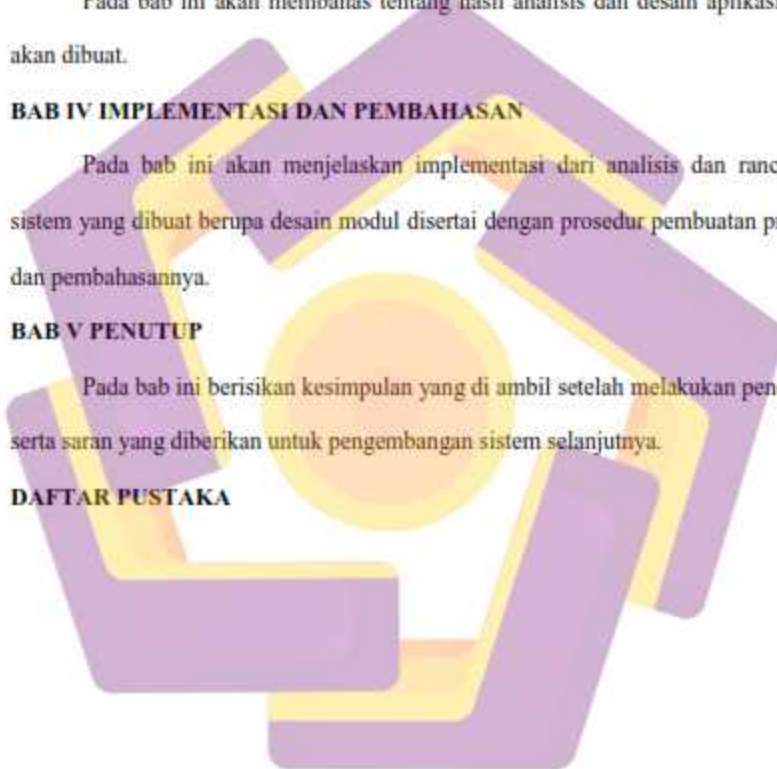 Pada bab ini akan membahas tentang hasil analisis dan desain aplikasi
akan dibuat.
BAB IV IMPLEMENTASI DAN PEMBAHASAN
Pada bab ini akan menjelaskan implementasi dari analisis dan ranc
sistem yang dibuat berupa desain modul disertai dengan prosedur pembuatan p
dan pembahasannya.
BAB V PENUTUP
Pada bab ini berisikan kesimpulan yang di ambil setelah melakukan pen
serta saran yang diberikan untuk pengembangan sistem selanjutnya.
DAFTAR PUSTAKA